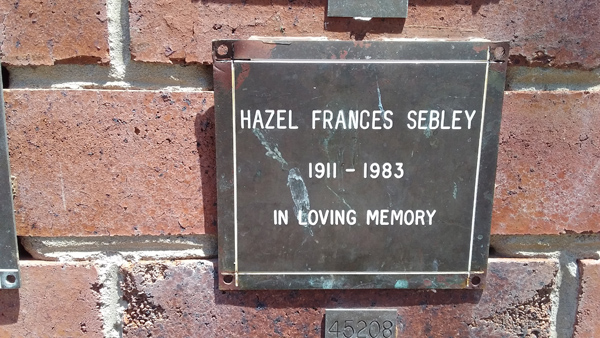 HAZEL FRANCES SEBLEY
1911 - 1983
IN LOVING MEMORY
45208